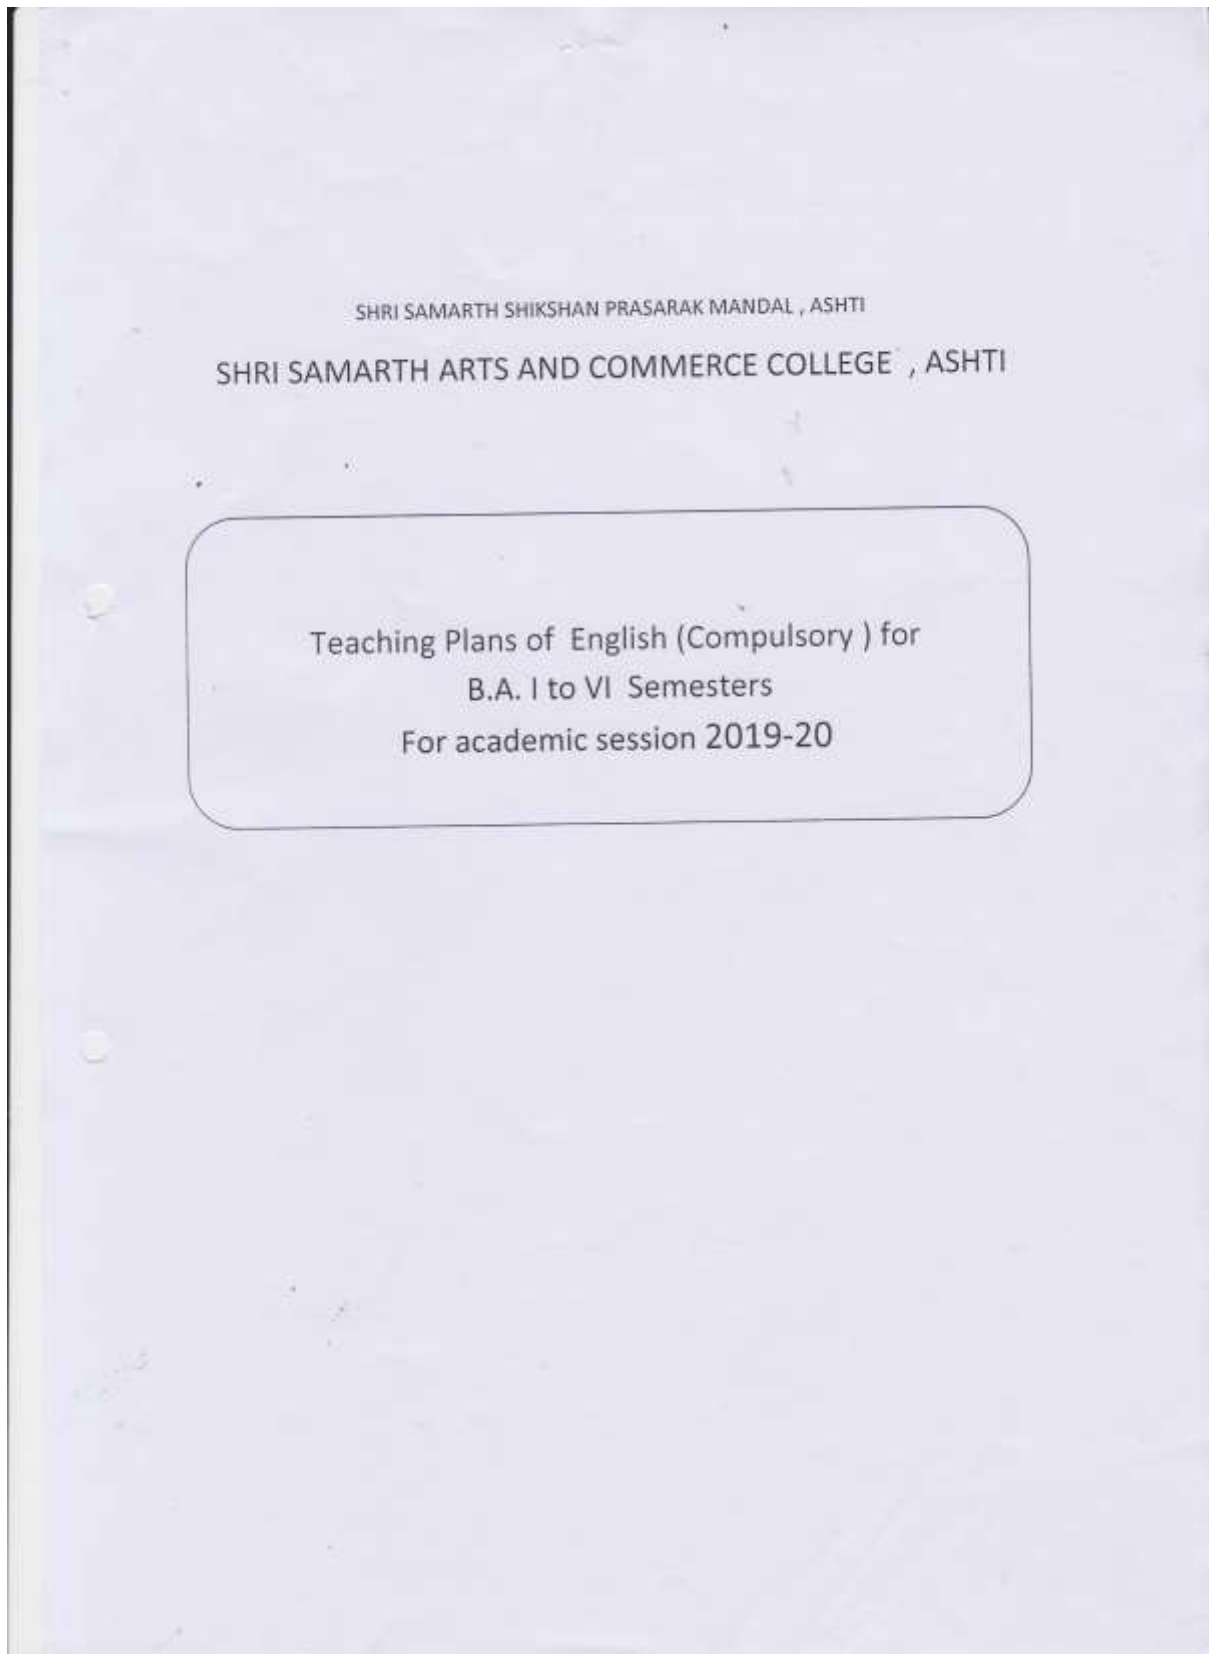 SHRI SAMARTH SHIKSHAN PRASARAK MANDAL , ASHTI
SHRI SAMARTH ARTS AND COMMERCE COLLEGE , ASHTI
Teaching Plans of English (Compulsory ) for
B.A. I to VI Semesters
For academic session 2019-20